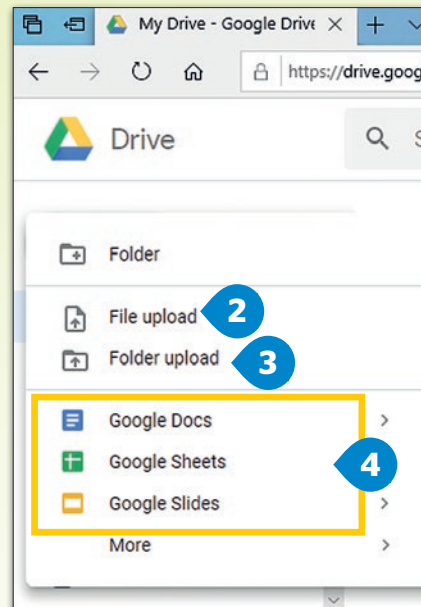 My Drive - Google Drive
https://drive.goog
Drive
Folder
File upload 2
Folder upload 3
Google Docs
Google Sheets 4
Google Slides
More